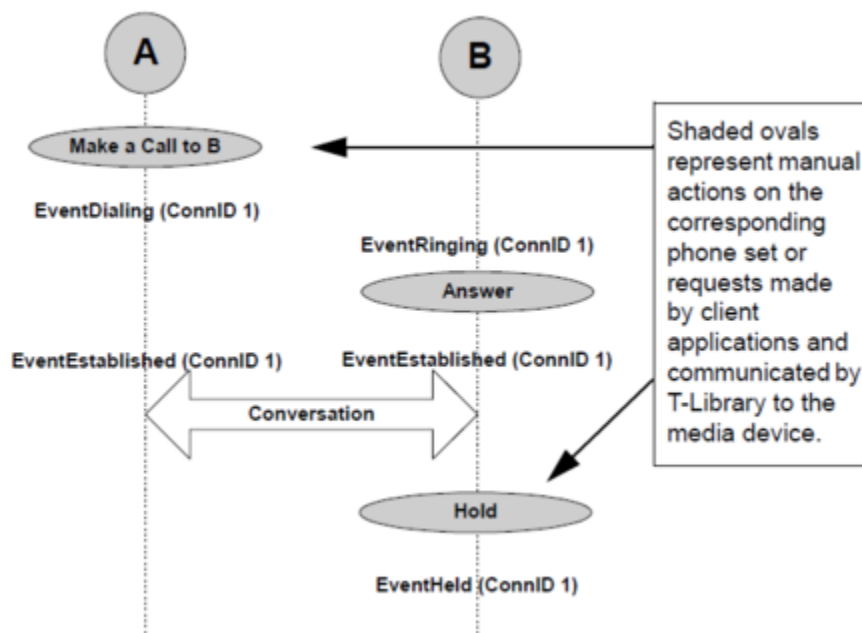 A
B
Make a Call to B
EventDialing (ConnID 1)
EventRinging (ConnID 1)
Answer
EventEstablished (ConnID 1)
EventEstablished (ConnID 1)
Conversation
Hold
EventHeld (ConnID 1)
Shaded ovals
represent manual
actions on the
corresponding
phone set or
requests made
by client
applications and
communicated by
T-Library to the
media device.